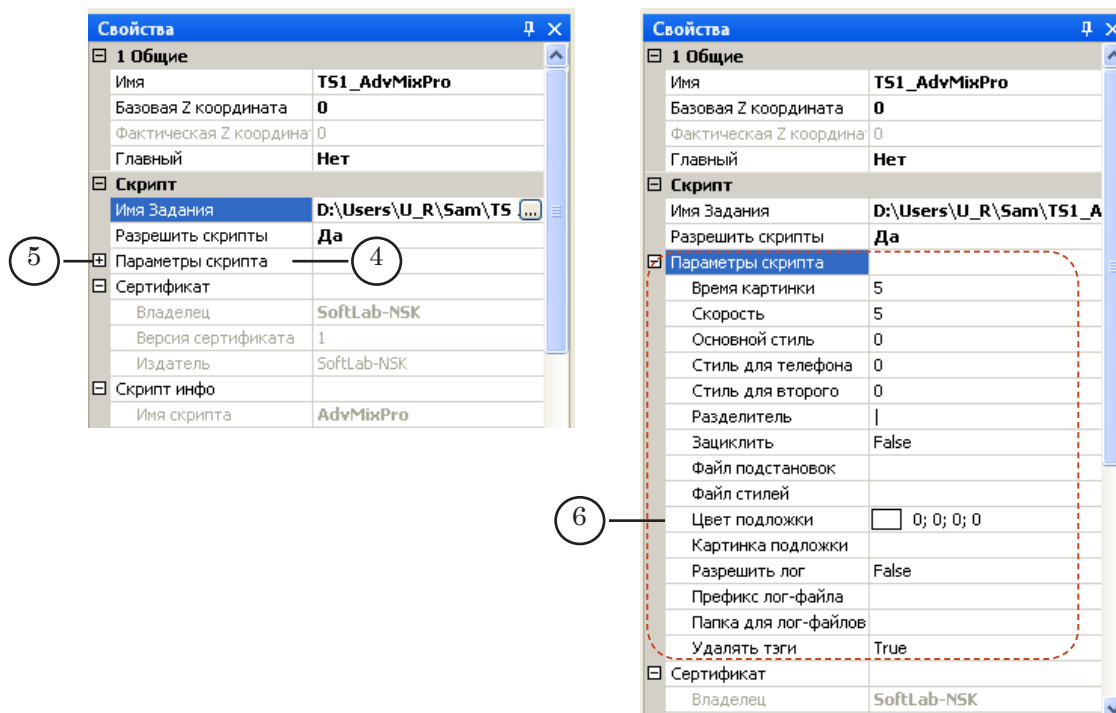 Свойства
1 Общие
Имя TS1_AdvMixPro
Базовая Z координата 0
Фактическая Z координа 0
Главный Нет
Скрипт
Имя Задания D:\Users\U_R\Sam\TS ...
Разрешить скрипты Да
5 Параметры скрипта 4
Сертификат
Владелец SoftLab-NSK
Версия сертификата 1
Издатель SoftLab-NSK
Скрипт инфо
Имя скрипта AdvMixPro
Свойства
1 Общие
Имя TS1_AdvMixPro
Базовая Z координата 0
Фактическая Z координа 0
Главный Нет
Скрипт
Имя Задания D:\Users\U_R\Sam\TS1_A
Разрешить скрипты Да
Параметры скрипта
Время картинки 5
Скорость 5
Основной стиль 0
Стиль для телефона 0
Стиль для второго 0
Разделитель |
Зациклить False
Файл подстановок
Файл стилей
6 Цвет подложки 0; 0; 0; 0
Картинка подложки
Разрешить лог False
Префикс лог-файла
Папка для лог-файлов
Удалять тэги True
Сертификат
Владелец SoftLab-NSK